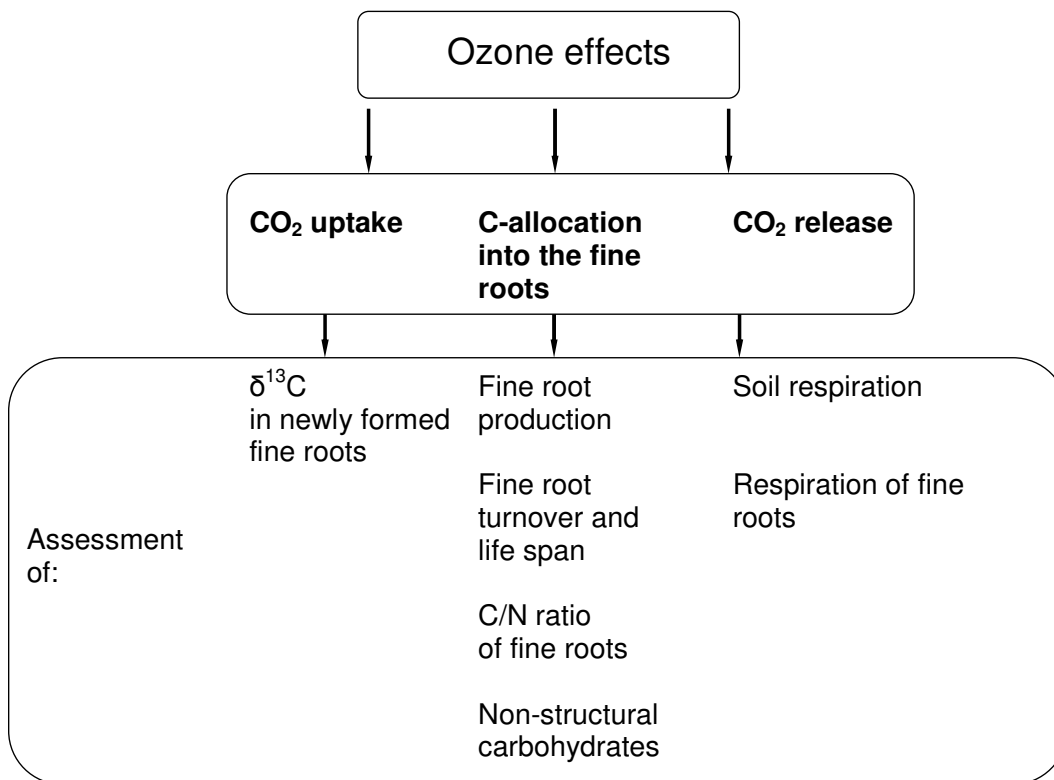 Ozone effects
CO₂ uptake
C-allocation
into the fine
roots
CO₂ release
Assessment
of:
δ¹³C
in newly formed
fine roots
Fine root
production
Fine root
turnover and
life span
C/N ratio
of fine roots
Non-structural
carbohydrates
Soil respiration
Respiration of fine
roots